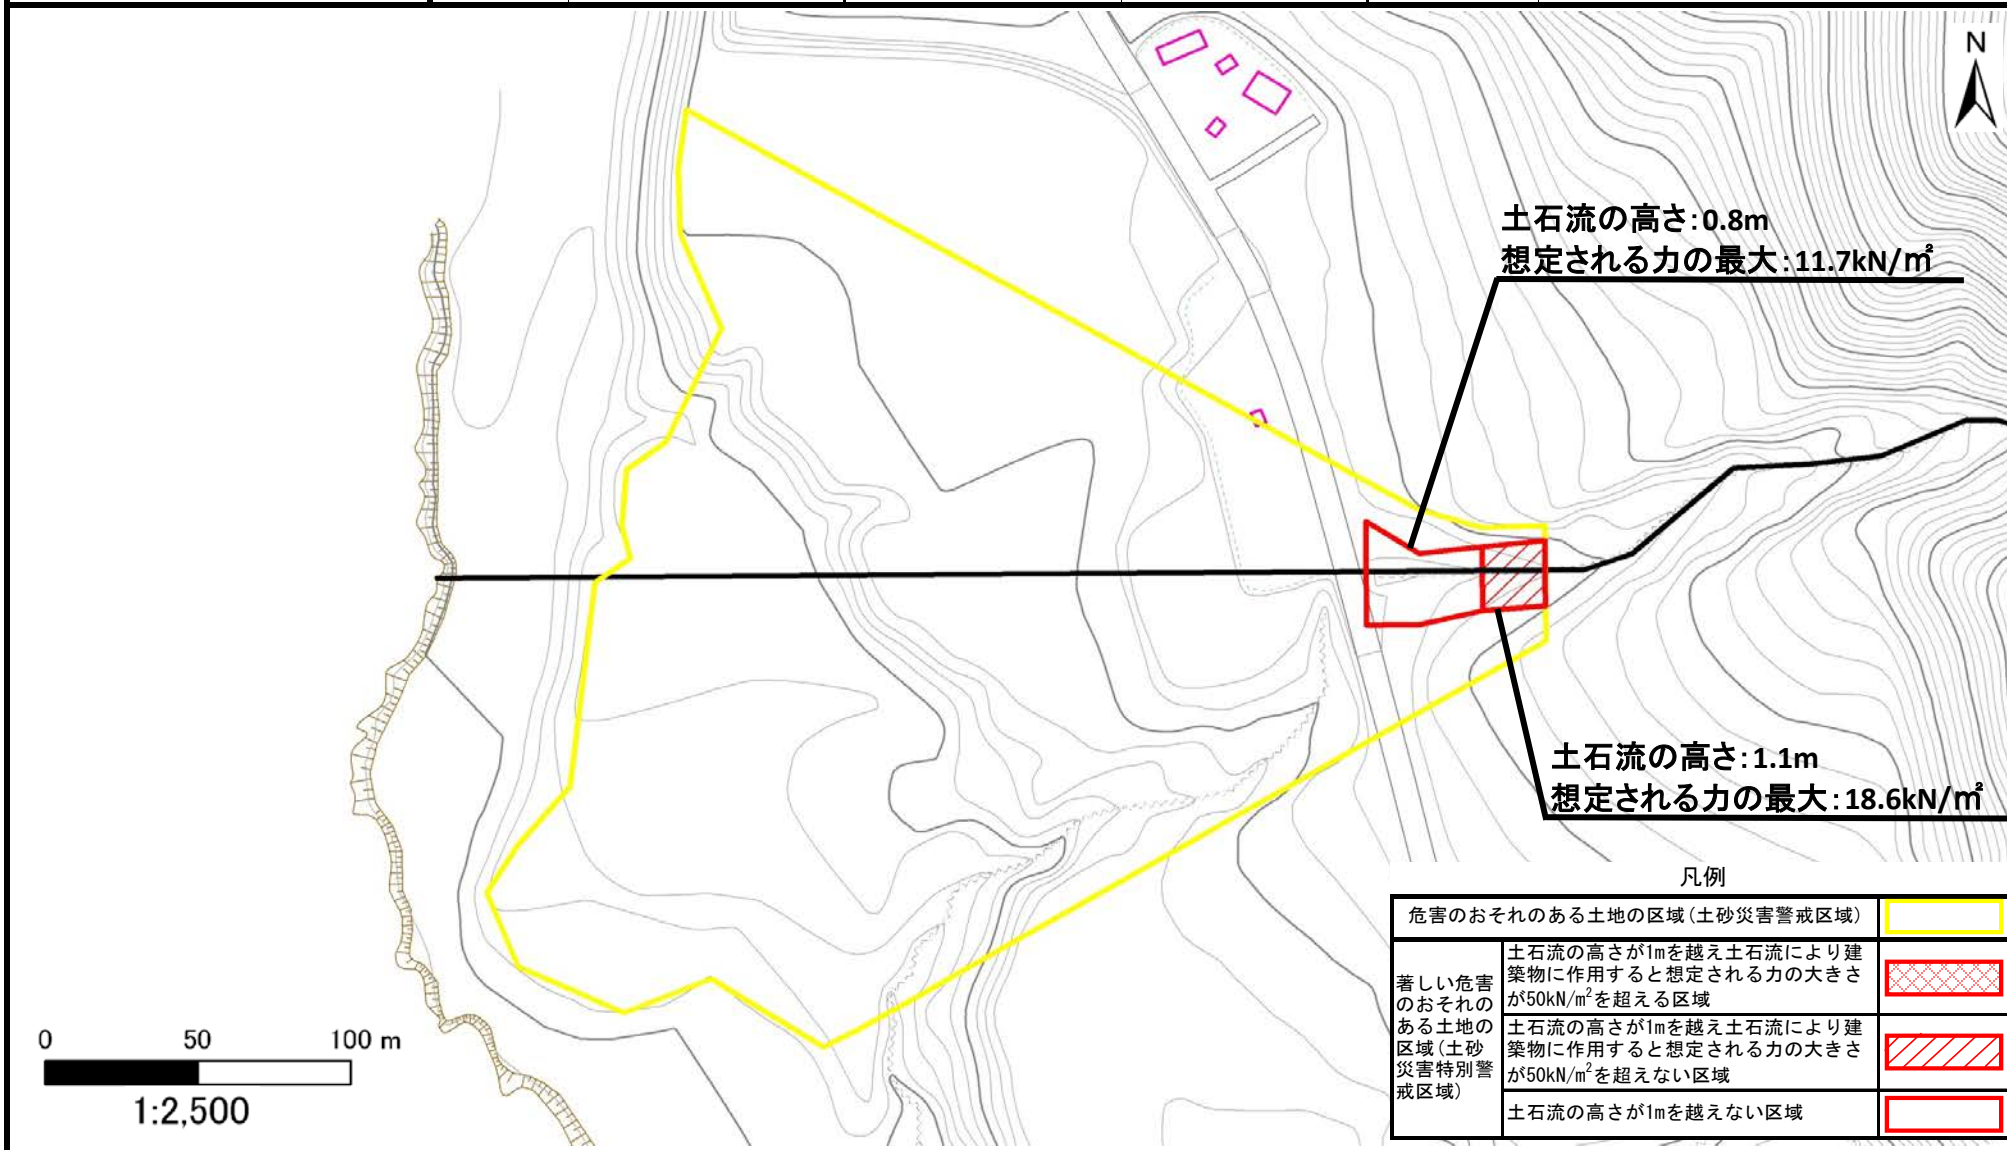 N
土石流の高さ:0.8m
想定される力の最大:11.7kN/㎡
土石流の高さ:1.1m
想定される力の最大:18.6kN/㎡
凡例
危害のおそれのある土地の区域(土砂災害警戒区域)
著しい危害
のおそれの
ある土地の
区域(土砂
災害特別警
戒区域)
土石流の高さが1mを越え土石流により建
築物に作用すると想定される力の大きさ
が50kN/m²を超える区域
土石流の高さが1mを越え土石流により建
築物に作用すると想定される力の大きさ
が50kN/m²を超えない区域
土石流の高さが1mを越えない区域
0 50 100 m
1:2,500